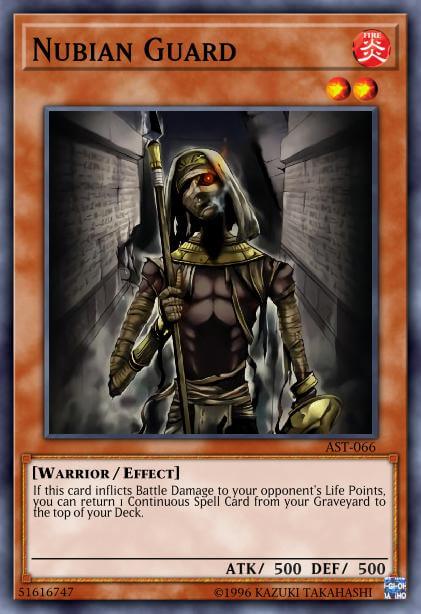 NUBIAN GUARD
FIRE
炎
AST-066
[WARRIOR / EFFECT]
If this card inflicts Battle Damage to your opponent's Life Points,
you can return 1 Continuous Spell Card from your Graveyard to
the top of your Deck.
ATK/ 500 DEF/ 500
51616747
©1996 KAZUKI TAKAHASHI